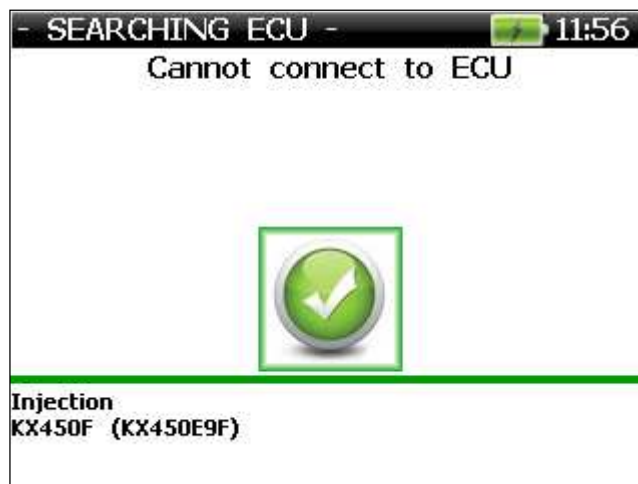 - SEARCHING ECU - 11:56
Cannot connect to ECU
Injection
KX450F (KX450E9F)